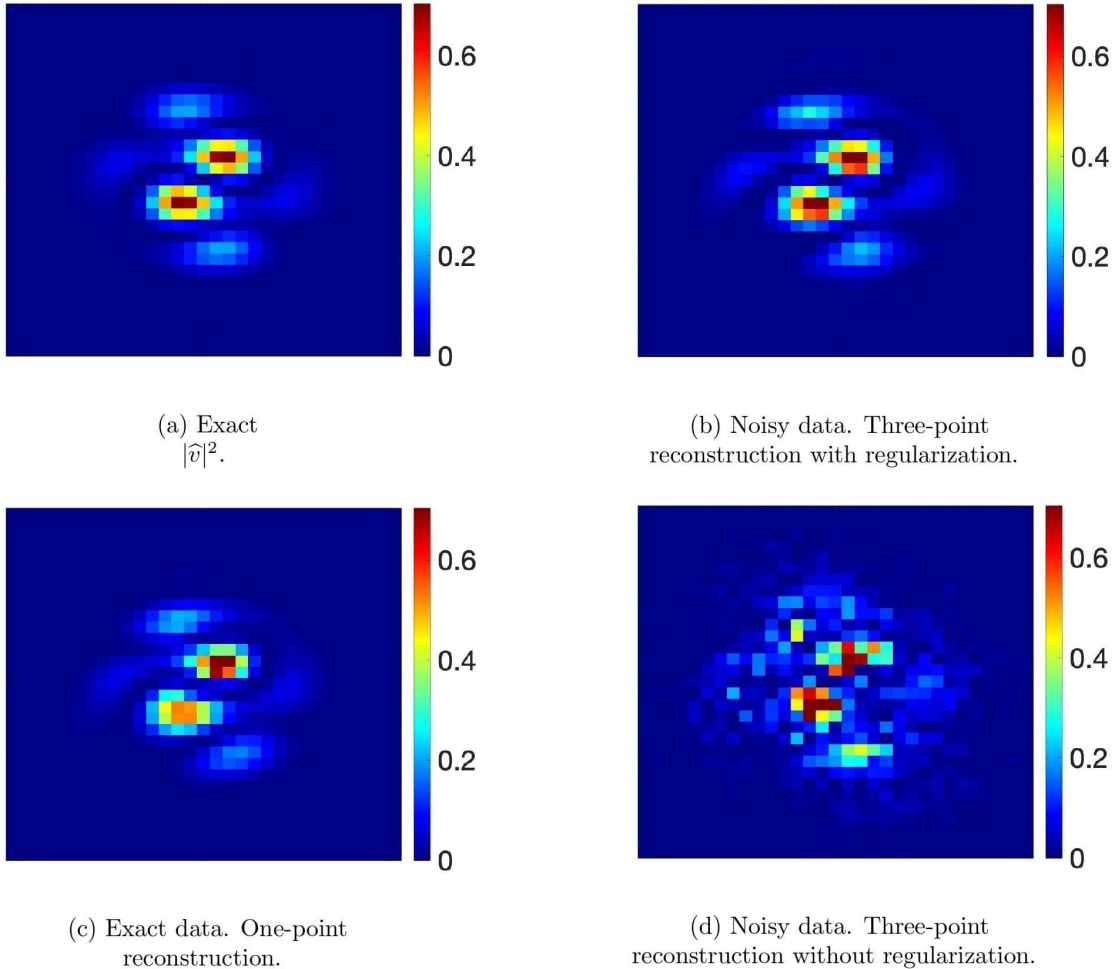 0.6
0.4
0.2
0
(a) Exact
|v̂|².
0.6
0.4
0.2
0
(b) Noisy data. Three-point
reconstruction with regularization.
0.6
0.4
0.2
0
(c) Exact data. One-point
reconstruction.
0.6
0.4
0.2
0
(d) Noisy data. Three-point
reconstruction without regularization.